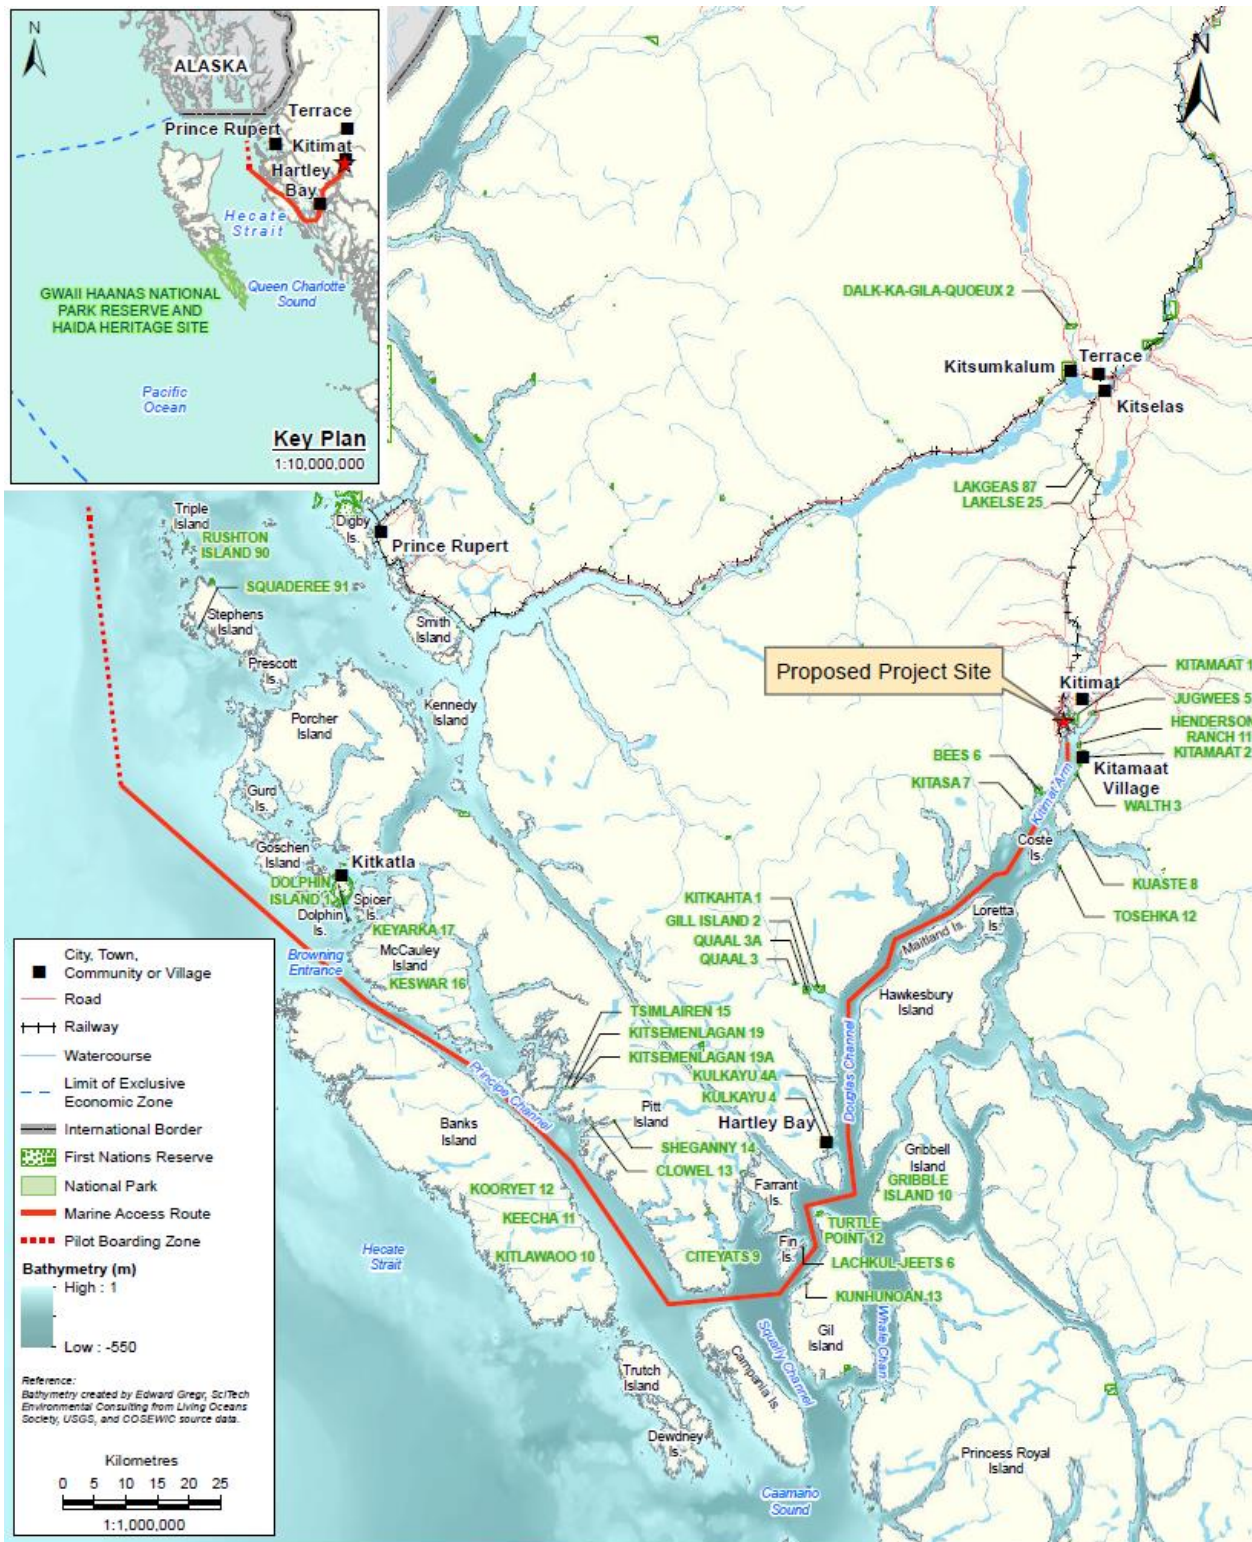 N
ALASKA
Terrace
Prince Rupert
Kitimat
Hartley
Bay
Hecate
Strait
Queen Charlotte
Sound
GWAII HAANAS NATIONAL
PARK RESERVE AND
HAIDA HERITAGE SITE
Pacific
Ocean
Key Plan
1:10,000,000
N
DALK-KA-GILA-QUOEUX 2
Terrace
Kitsumkalum
Kitselas
LAKGEAS 87
LAKELSE 25
Triple
Island
RUSHTON
ISLAND 90
Digby
Is.
Prince Rupert
SQUADEREE 91
Stephens
Island
Smith
Island
Prescott
Is.
Proposed Project Site
KITAMAAT 1
Kitimat
JUGWEES 5
Kennedy
Island
Porcher
Island
HENDERSON
RANCH 11
KITAMAAT 2
BEES 6
Kitamaat
Village
KITASA 7
Kitimat Arm
WALTH 3
Gurd
Is.
Coste
Is.
Goschen
Island
Kitkatla
KUASTE 8
DOLPHIN
ISLAND 1
Dolphin
Is.
Spicer
Is.
KITKAHTA 1
GILL ISLAND 2
QUAAL 3A
QUAAL 3
Loretta
Is.
TOSEHKA 12
Maitland Is.
KEYARKA 17
McCauley
Island
Browning
Entrance
KESWAR 16
Hawkesbury
Island
TSIMLAIREN 15
KITSEMENLAGAN 19
KITSEMENLAGAN 19A
KULKAYU 4A
KULKAYU 4
Douglas Channel
Principe Channel
Pitt
Island
Hartley Bay
Banks
Island
SHEGANNY 14
CLOWEL 13
Gribbell
Island
GRIBBLE
ISLAND 10
KOORYET 12
Farrant
Is.
KEECHA 11
TURTLE
POINT 12
Hecate
Strait
KITLAWAOO 10
CITEYATS 9
Fin
Is.
LACHKUL-JEETS 6
KUNHUNOAN 13
Gil
Island
Whale Chan.
Squally Channel
Campania Is.
Trutch
Island
Dewdney
Is.
Princess Royal
Island
Caamaño
Sound
City, Town,
Community or Village
Road
Railway
Watercourse
Limit of Exclusive
Economic Zone
International Border
First Nations Reserve
National Park
Marine Access Route
Pilot Boarding Zone
Bathymetry (m)
High : 1
Low : -550
Reference:
Bathymetry created by Edward Gregr, SciTech
Environmental Consulting from Living Oceans
Society, USGS, and COSEWIC source data.
Kilometres
0 5 10 15 20 25
1:1,000,000